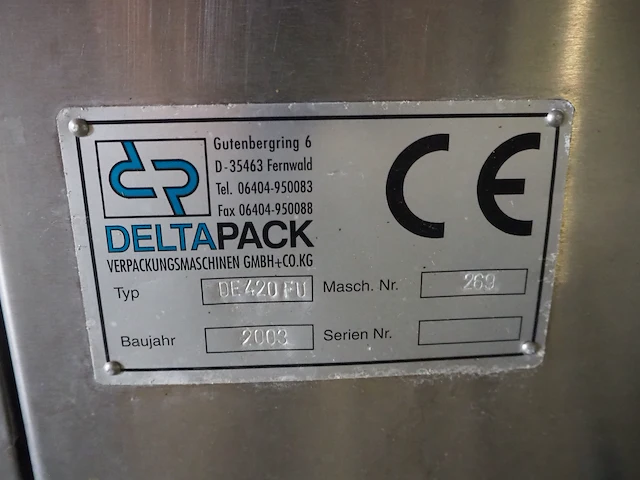 Gutenbergring 6
D-35463 Fernwald
Tel. 06404-950083
Fax 06404-950088
DELTAPACK
VERPACKUNGSMASCHINEN GMBH+CO.KG
CE
Typ DE 420 FU Masch. Nr. 269
Baujahr 2003 Serien Nr.